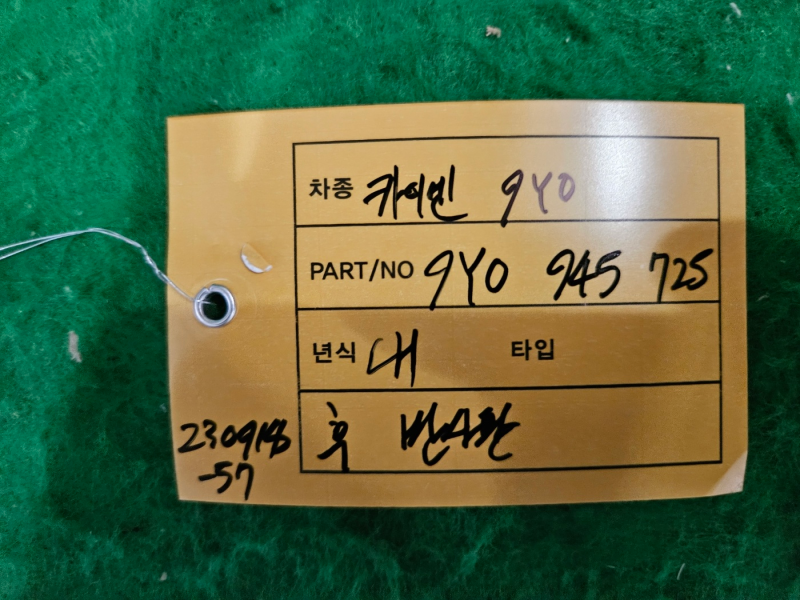 차종 카이엔 9Y0
PART/NO 9Y0 945 725
년식 대 타입
후 반사판
230918
-57